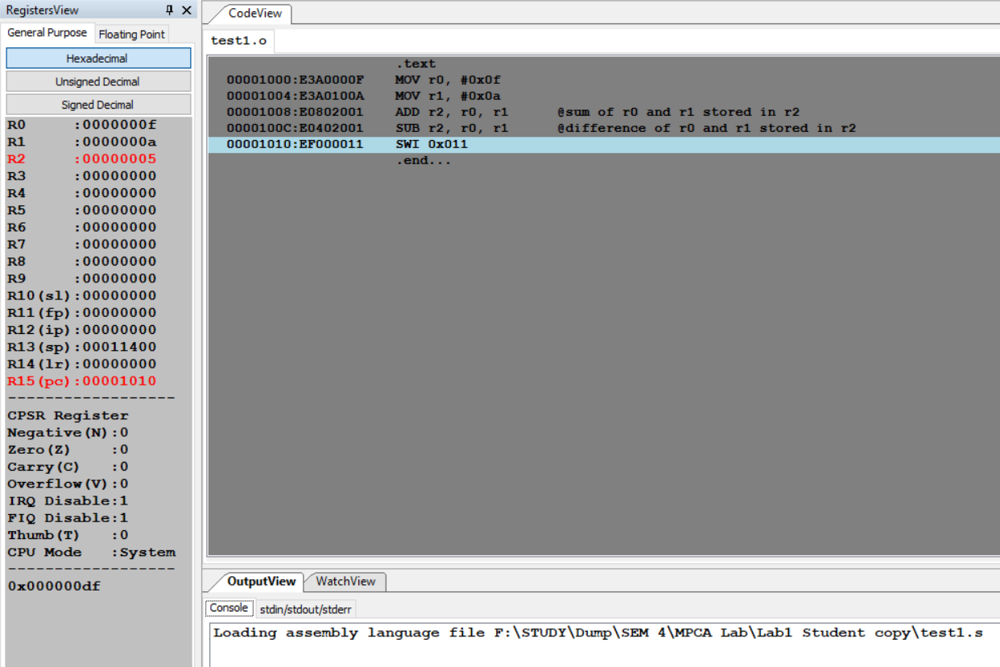 RegistersView
General Purpose Floating Point
Hexadecimal
Unsigned Decimal
Signed Decimal
R0 :0000000f
R1 :0000000a
R2 :00000005
R3 :00000000
R4 :00000000
R5 :00000000
R6 :00000000
R7 :00000000
R8 :00000000
R9 :00000000
R10(sl):00000000
R11(fp):00000000
R12(ip):00000000
R13(sp):00011400
R14(lr):00000000
R15(pc):00001010
------------------
CPSR Register
Negative(N):0
Zero(Z) :0
Carry(C) :0
Overflow(V):0
IRQ Disable:1
FIQ Disable:1
Thumb(T) :0
CPU Mode :System
------------------
0x000000df
CodeView
test1.o
.text
00001000:E3A0000F MOV r0, #0x0f
00001004:E3A0100A MOV r1, #0x0a
00001008:E0802001 ADD r2, r0, r1 @sum of r0 and r1 stored in r2
0000100C:E0402001 SUB r2, r0, r1 @difference of r0 and r1 stored in r2
00001010:EF000011 SWI 0x011
.end...
OutputView WatchView
Console stdin/stdout/stderr
Loading assembly language file F:\STUDY\Dump\SEM 4\MPCA Lab\Lab1 Student copy\test1.s